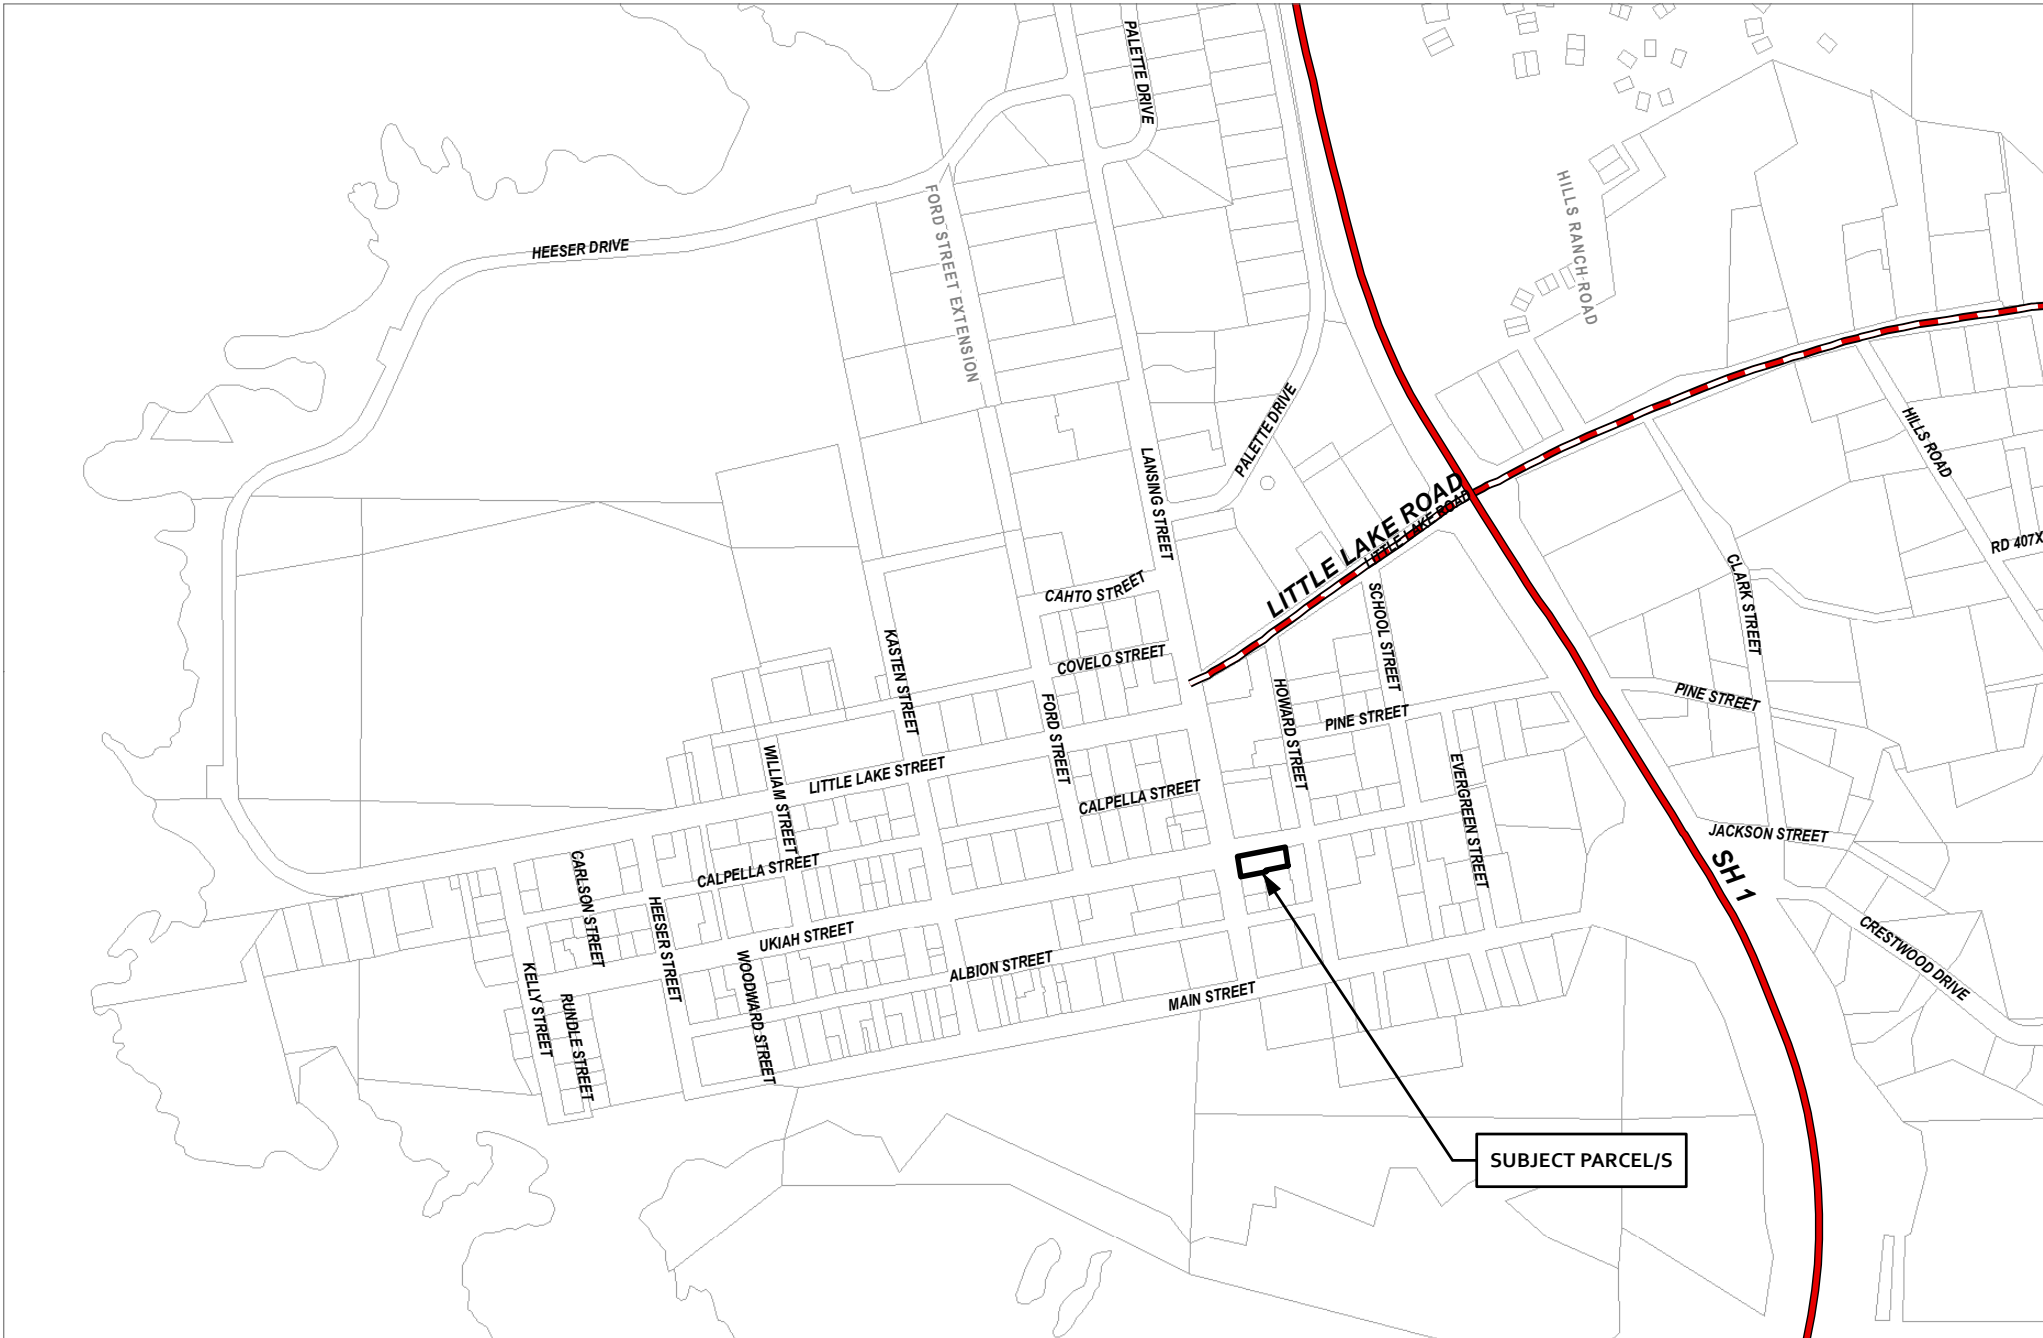 PALETTE DRIVE
HEESER DRIVE
FORD STREET EXTENSION
HILLS RANCH ROAD
PALETTE DRIVE
HILLS ROAD
LANSING STREET
LITTLE LAKE ROAD
LITTLE LAKE ROAD
RD 407X
CAHTO STREET
SCHOOL STREET
CLARK STREET
KASTEN STREET
COVELO STREET
HOWARD STREET
PINE STREET
PINE STREET
FORD STREET
WILLIAM STREET
LITTLE LAKE STREET
CALPELLA STREET
EVERGREEN STREET
JACKSON STREET
SH 1
CARLSON STREET
CALPELLA STREET
HEESER STREET
UKIAH STREET
CRESTWOOD DRIVE
KELLY STREET
RUNDLE STREET
WOODWARD STREET
ALBION STREET
MAIN STREET
SUBJECT PARCEL/S